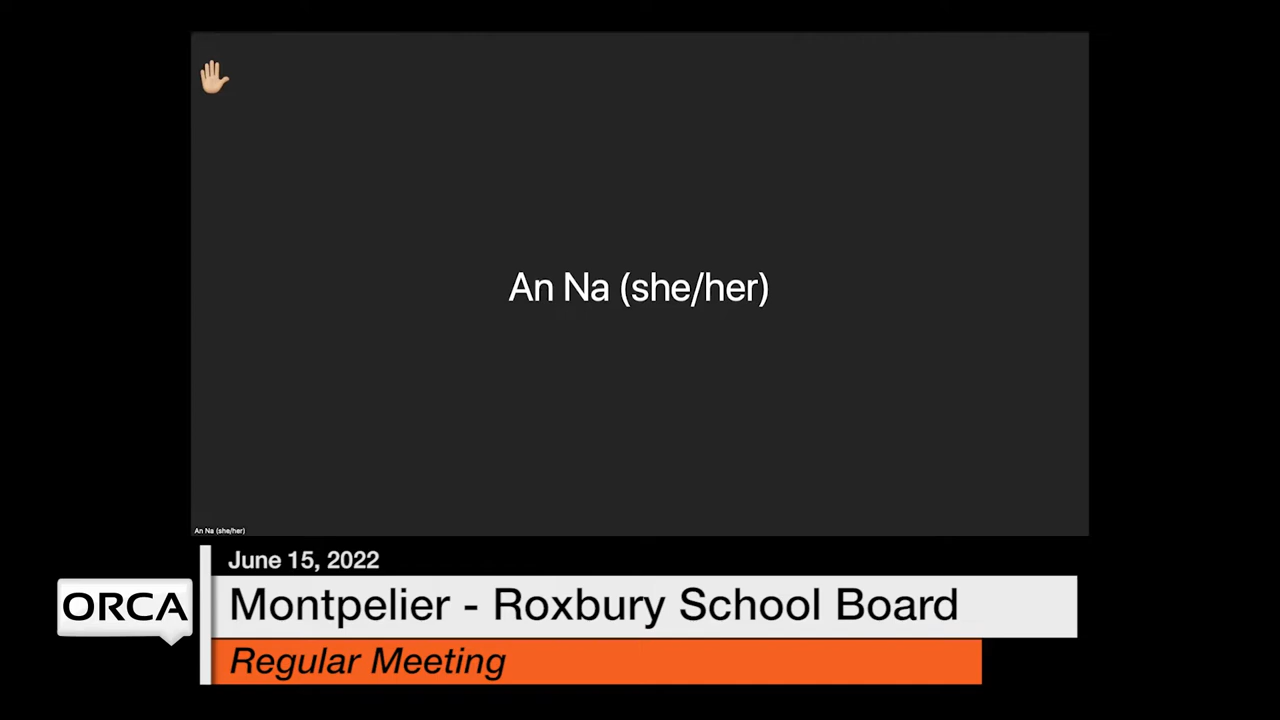 An Na (she/her)
An Na (she/her)
June 15, 2022
ORCA
Montpelier - Roxbury School Board
Regular Meeting